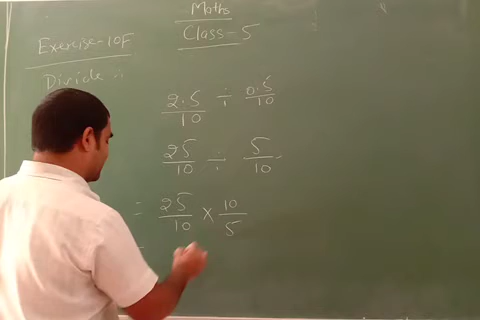 Maths
Class-5
Exercise-10F
Divide :-
2.5/10 ÷ 0.5/10
25/10 ÷ 5/10
= 25/10 × 10/5
=